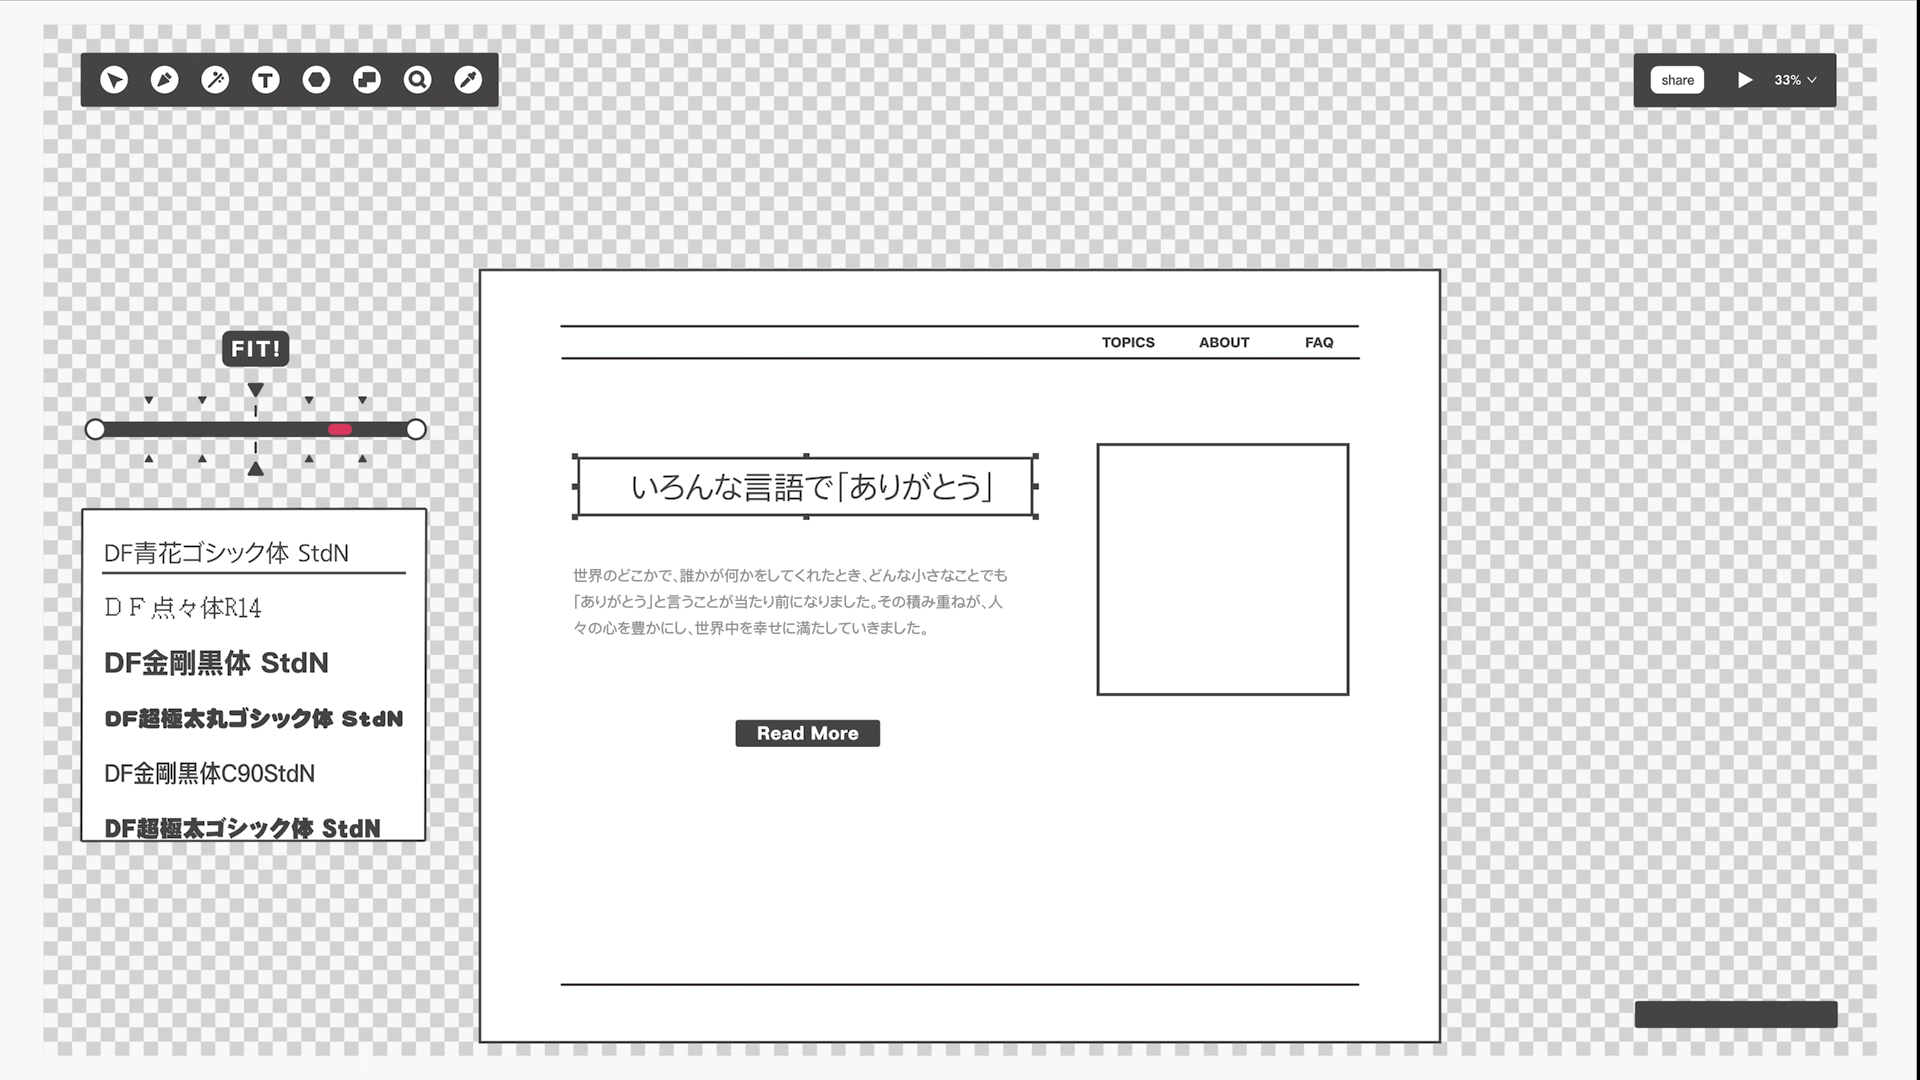 share
33%
FIT!
DF青花ゴシック体 StdN
ＤＦ点々体R14
DF金剛黒体 StdN
DF超極太丸ゴシック体 StdN
DF金剛黒体C90StdN
DF超極太ゴシック体 StdN
TOPICS ABOUT FAQ
いろんな言語で「ありがとう」
世界のどこかで、誰かが何かをしてくれたとき、どんな小さなことでも
「ありがとう」と言うことが当たり前になりました。その積み重ねが、人
々の心を豊かにし、世界中を幸せに満たしていきました。
Read More